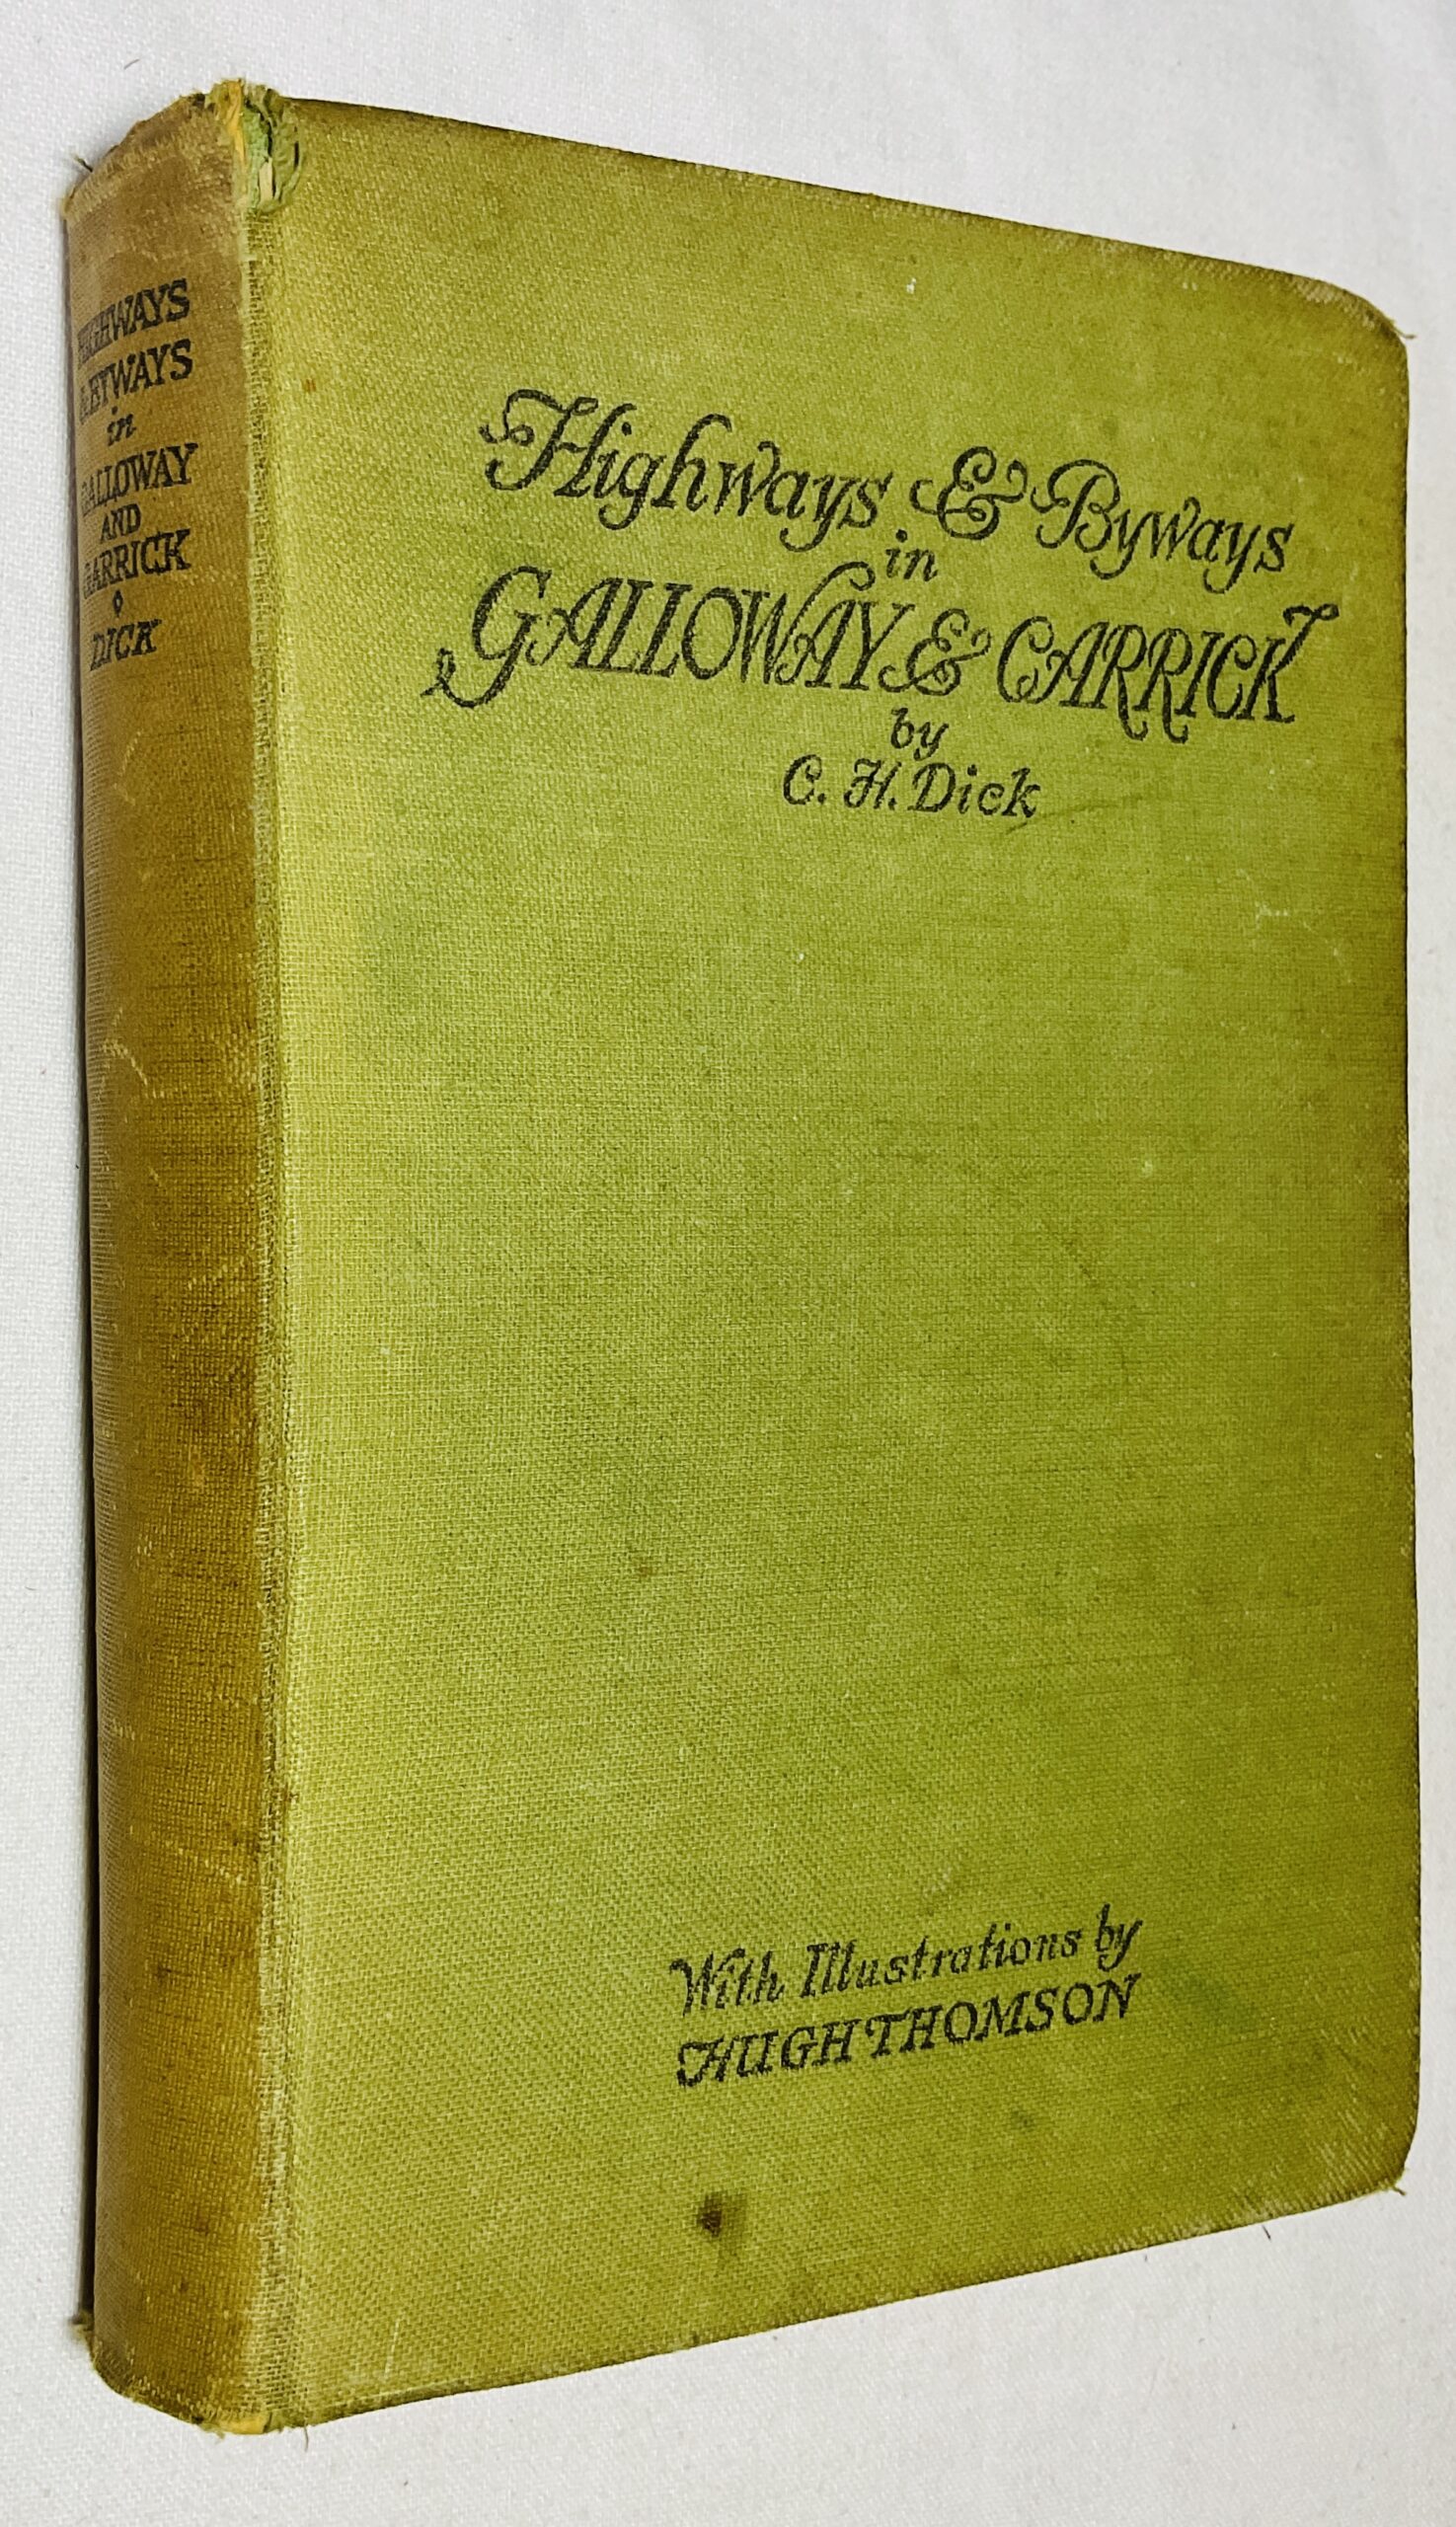 HIGHWAYS
& BYWAYS
in
GALLOWAY
AND
CARRICK
DICK
Highways & Byways
in
GALLOWAY & CARRICK
by
C. H. Dick
With Illustrations by
HUGH THOMSON